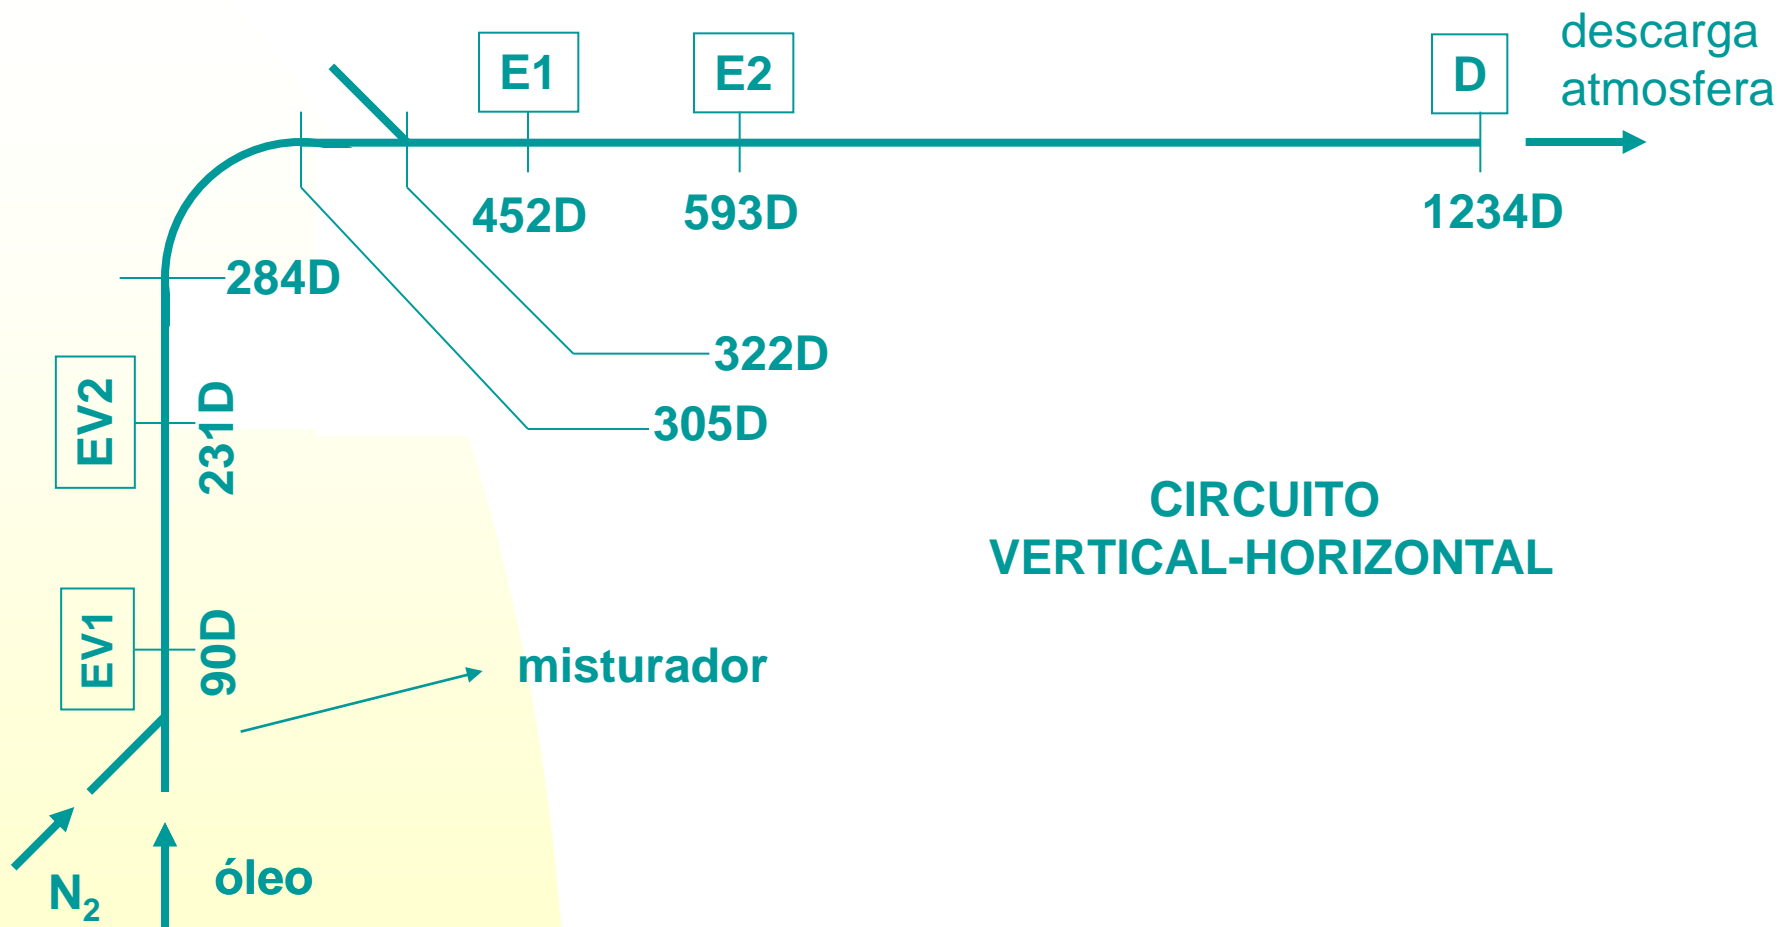 descarga
atmosfera
E1
E2
D
452D
593D
1234D
284D
322D
305D
EV2
231D
CIRCUITO
VERTICAL-HORIZONTAL
EV1
90D
misturador
óleo
N₂